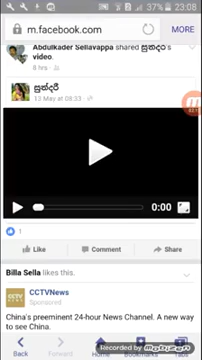 37% 23:08
m.facebook.com
MORE
Abdulkader Sellavappa shared සුන්දරී's
video.
8 hrs
සුන්දරී
13 May at 08:33
0:00
1
Like Comment Share
Billa Sella likes this.
CCTVNews
Sponsored
China's preeminent 24-hour News Channel. A new way
to see China.
Back Forward Home Bookmarks Tabs
Recorded by